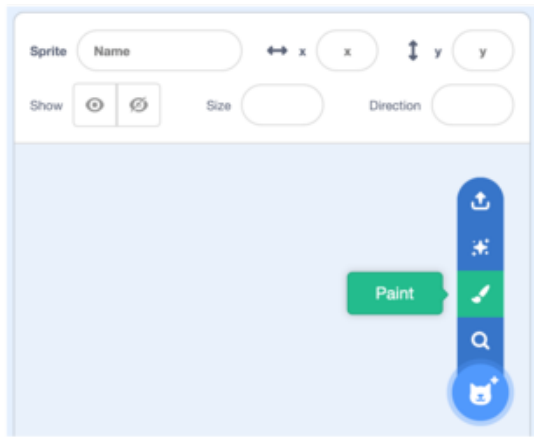 Sprite Name x x y y
Show Size Direction
Paint